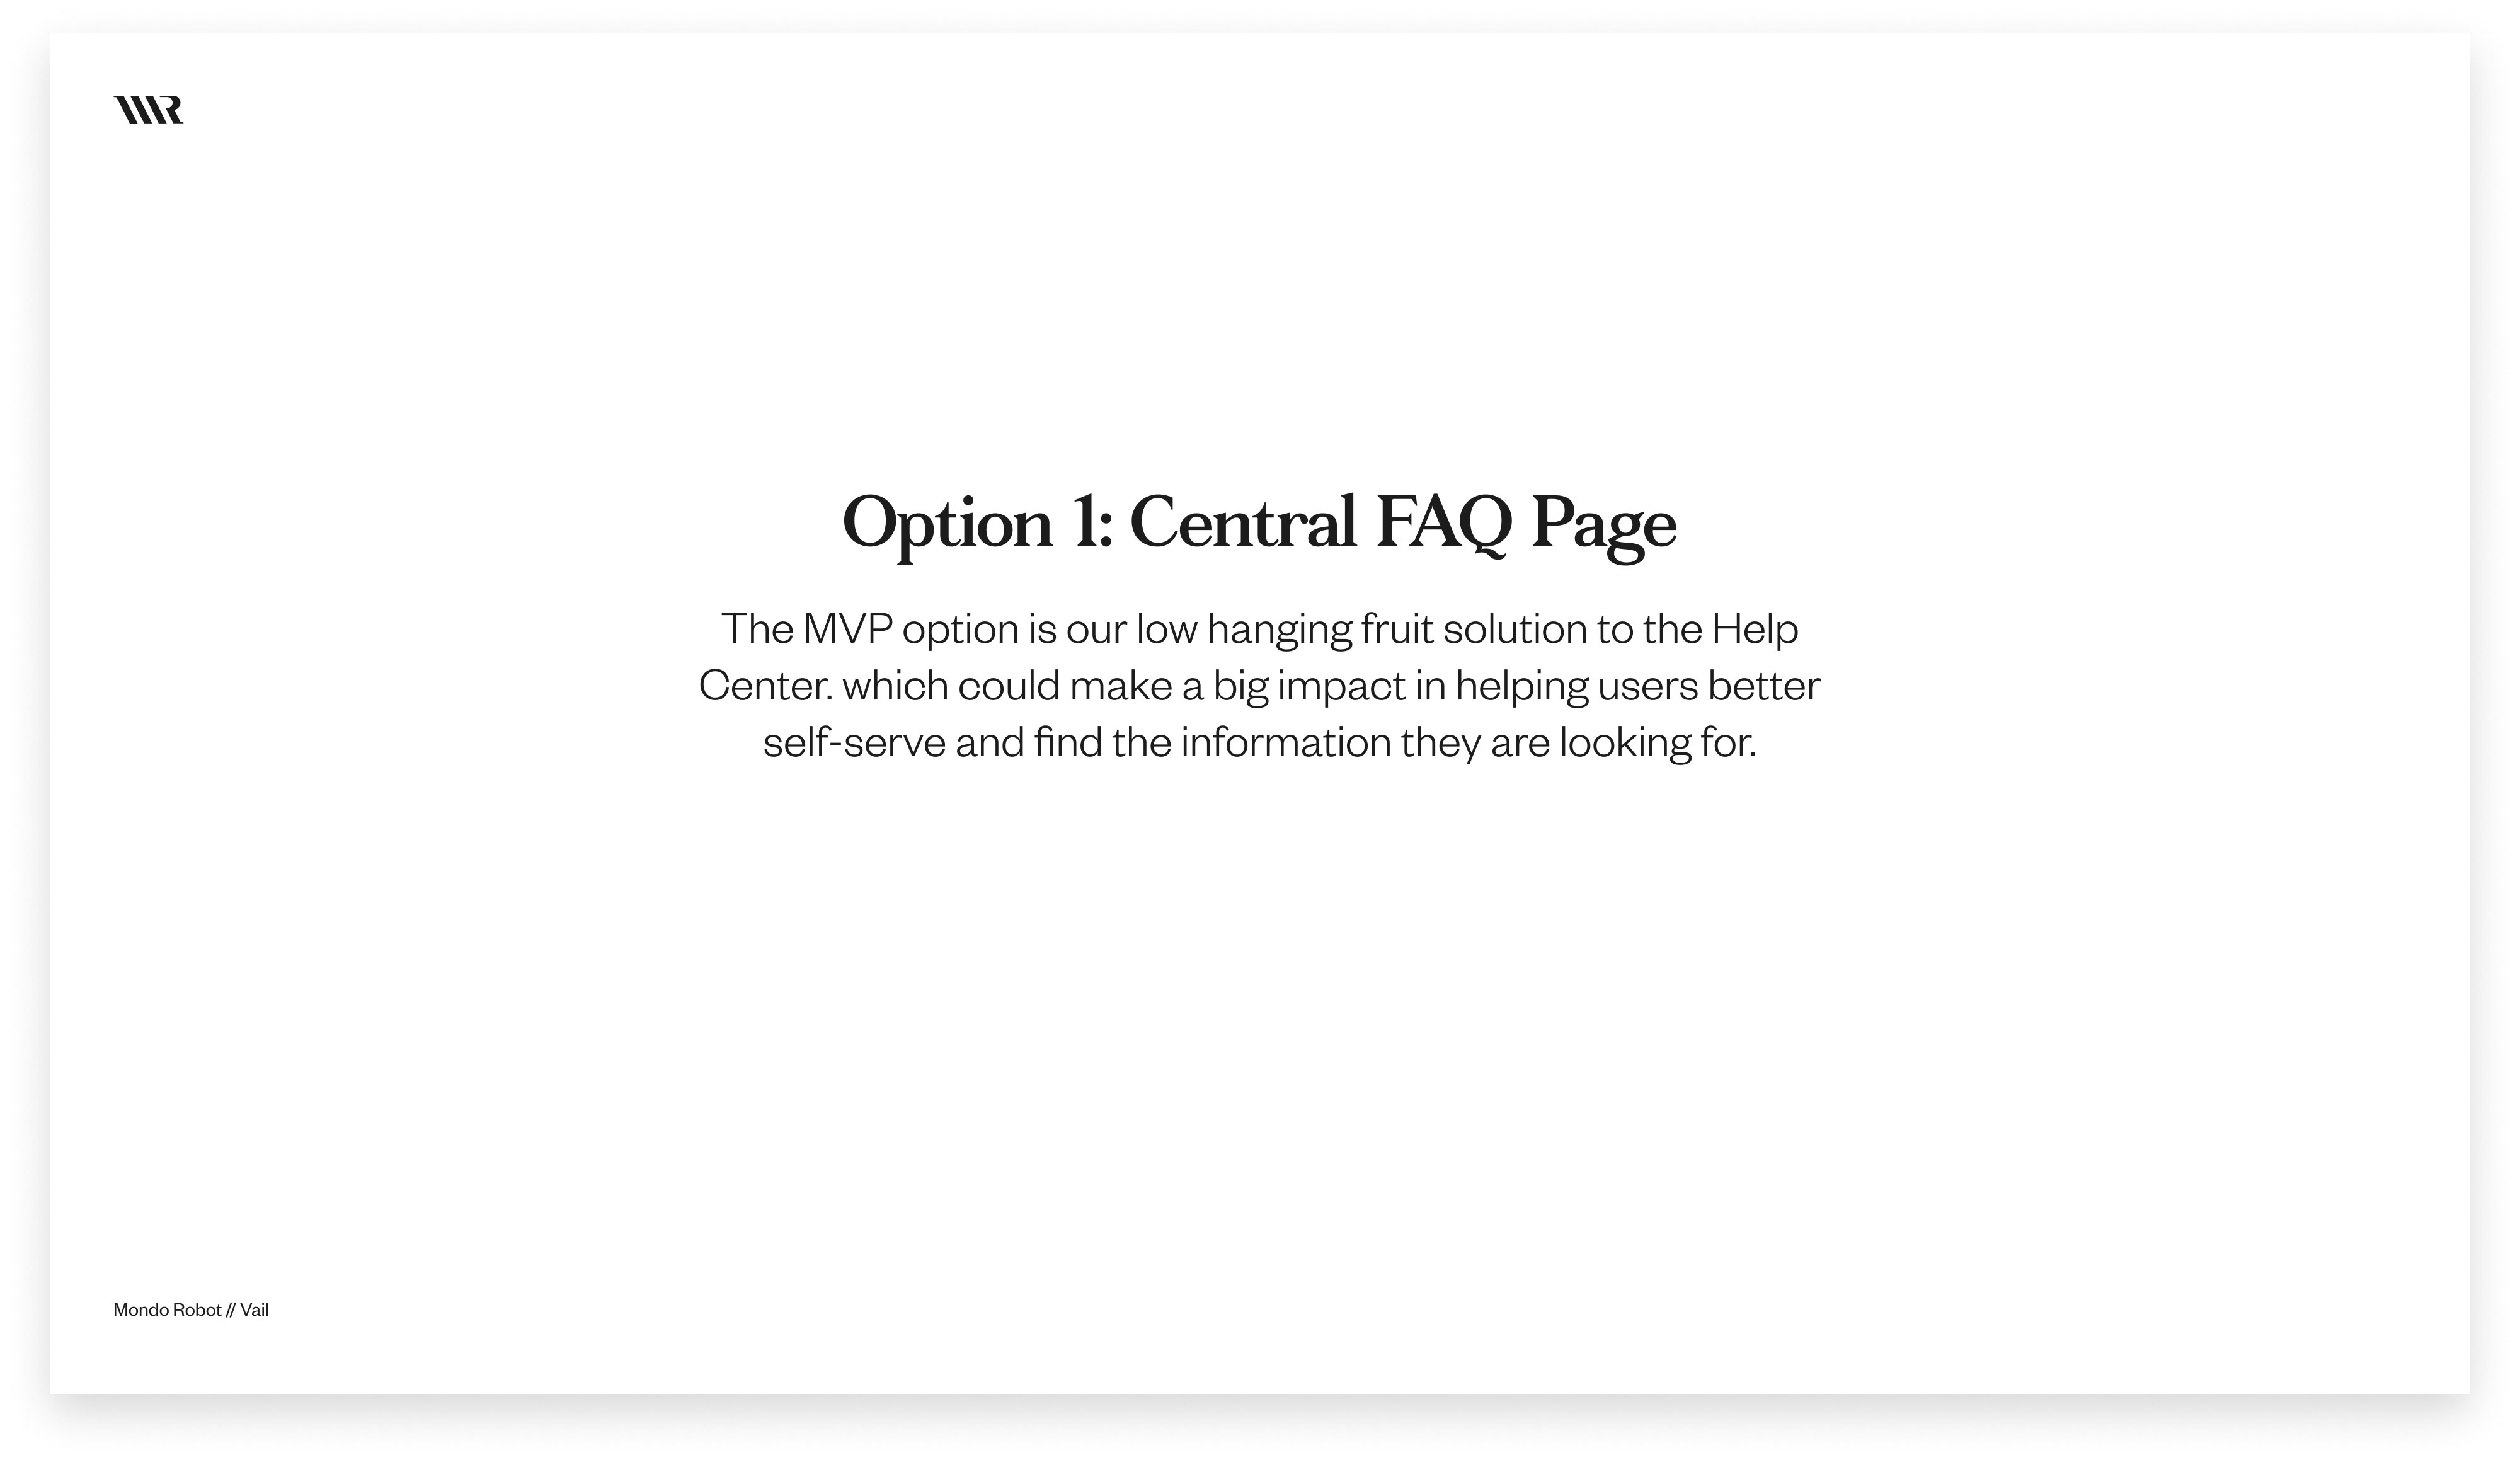 MR
Option 1: Central FAQ Page
The MVP option is our low hanging fruit solution to the Help
Center. which could make a big impact in helping users better
self-serve and find the information they are looking for.
Mondo Robot // Vail